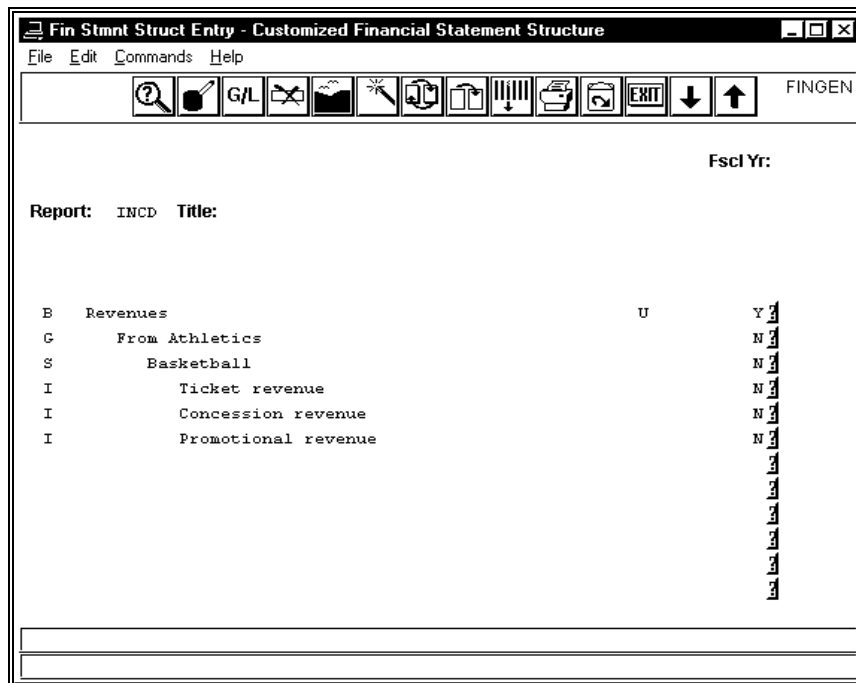 Fin Stmnt Struct Entry - Customized Financial Statement Structure
File Edit Commands Help
G/L EXIT FINGEN
Fscl Yr:
Report: INCD Title:
B Revenues U Y
G From Athletics N
S Basketball N
I Ticket revenue N
I Concession revenue N
I Promotional revenue N